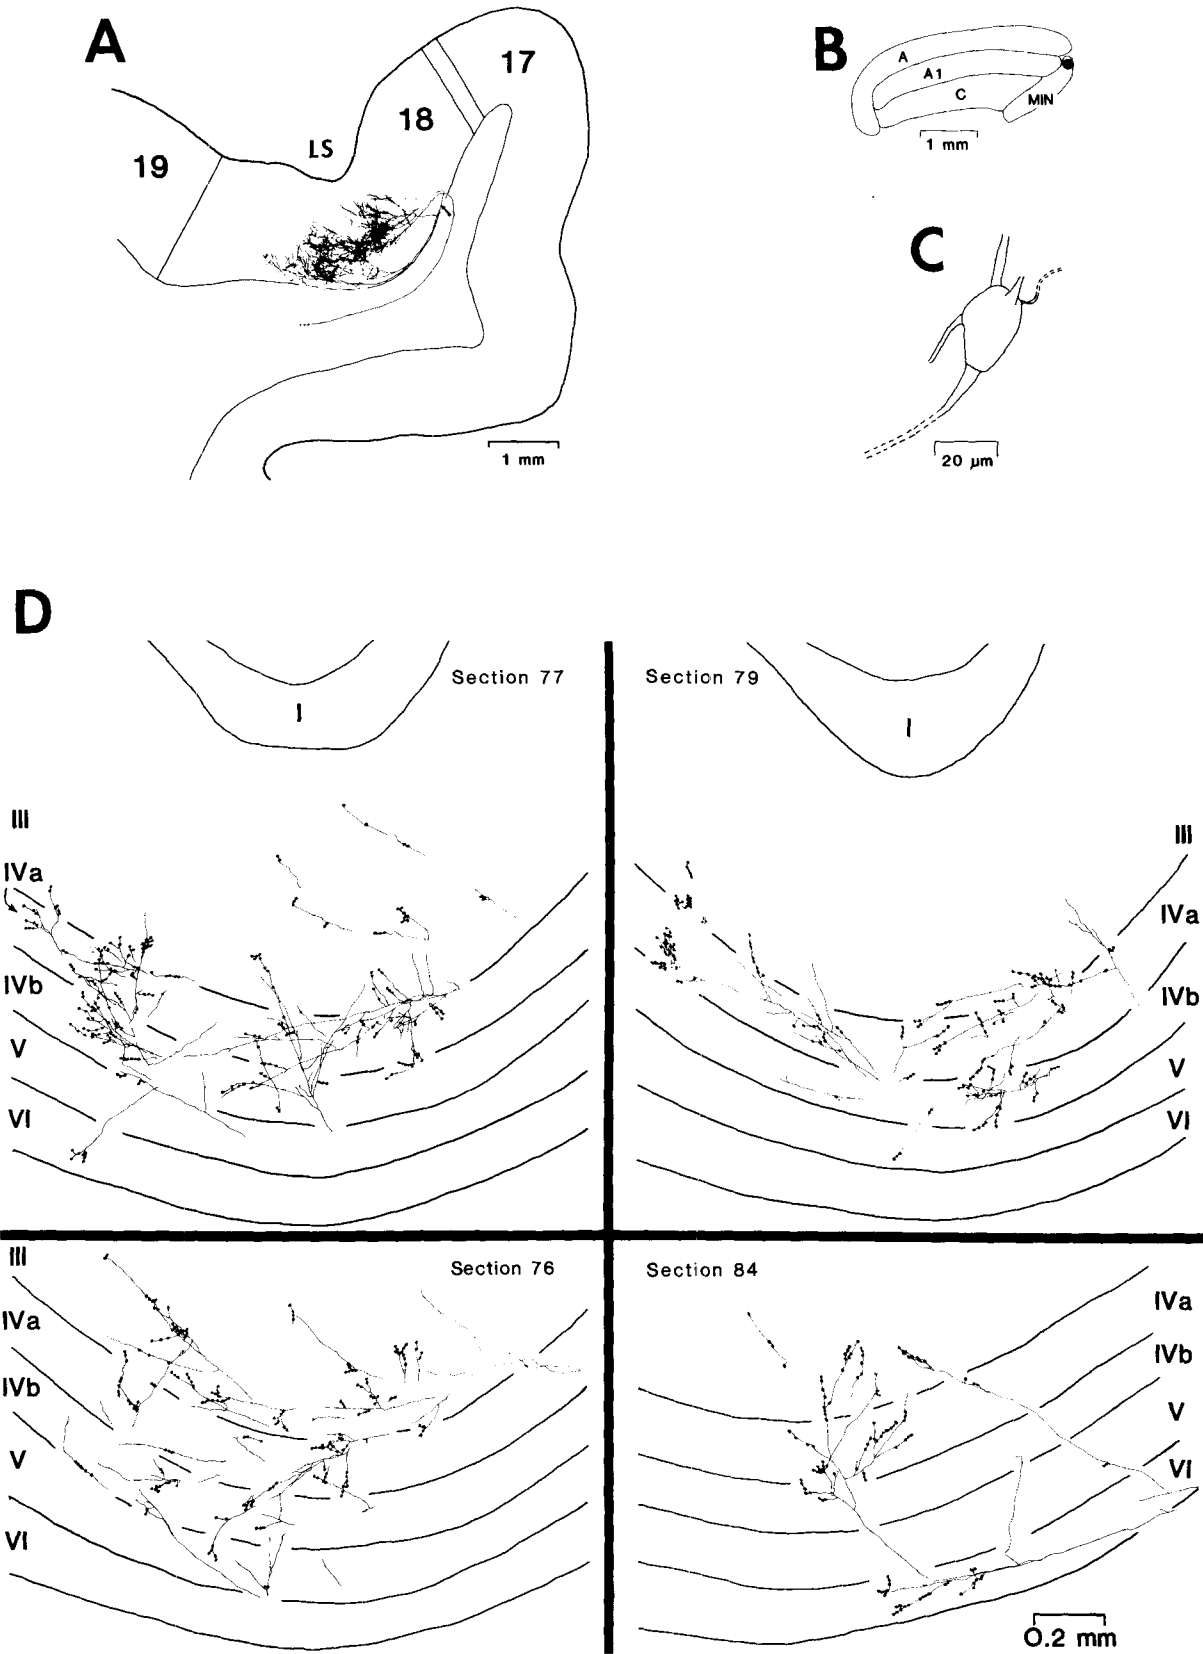 A
17
18
LS
19
1 mm
B
A
A1
C
MIN
1 mm
C
20 µm
D
Section 77
I
III
IVa
IVb
V
VI
Section 79
I
III
IVa
IVb
V
VI
Section 76
III
IVa
IVb
V
VI
Section 84
IVa
IVb
V
VI
0.2 mm